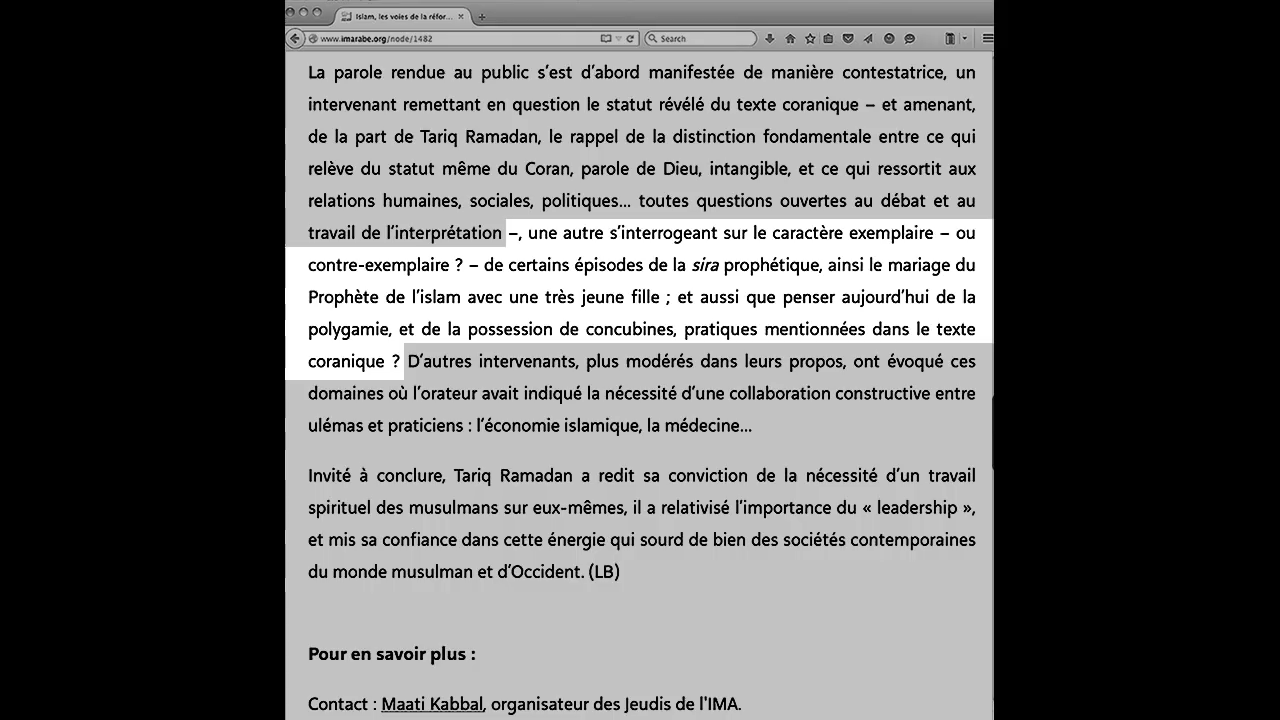 Islam, les voies de la réfor...
www.imarabe.org/node/1482
Search
La parole rendue au public s’est d’abord manifestée de manière contestatrice, un
intervenant remettant en question le statut révélé du texte coranique – et amenant,
de la part de Tariq Ramadan, le rappel de la distinction fondamentale entre ce qui
relève du statut même du Coran, parole de Dieu, intangible, et ce qui ressortit aux
relations humaines, sociales, politiques... toutes questions ouvertes au débat et au
travail de l’interprétation –, une autre s’interrogeant sur le caractère exemplaire – ou
contre-exemplaire ? – de certains épisodes de la sira prophétique, ainsi le mariage du
Prophète de l’islam avec une très jeune fille ; et aussi que penser aujourd’hui de la
polygamie, et de la possession de concubines, pratiques mentionnées dans le texte
coranique ? D’autres intervenants, plus modérés dans leurs propos, ont évoqué ces
domaines où l’orateur avait indiqué la nécessité d’une collaboration constructive entre
ulémas et praticiens : l’économie islamique, la médecine...
Invité à conclure, Tariq Ramadan a redit sa conviction de la nécessité d’un travail
spirituel des musulmans sur eux-mêmes, il a relativisé l’importance du « leadership »,
et mis sa confiance dans cette énergie qui sourd de bien des sociétés contemporaines
du monde musulman et d’Occident. (LB)
Pour en savoir plus :
Contact : Maati Kabbal, organisateur des Jeudis de l'IMA.